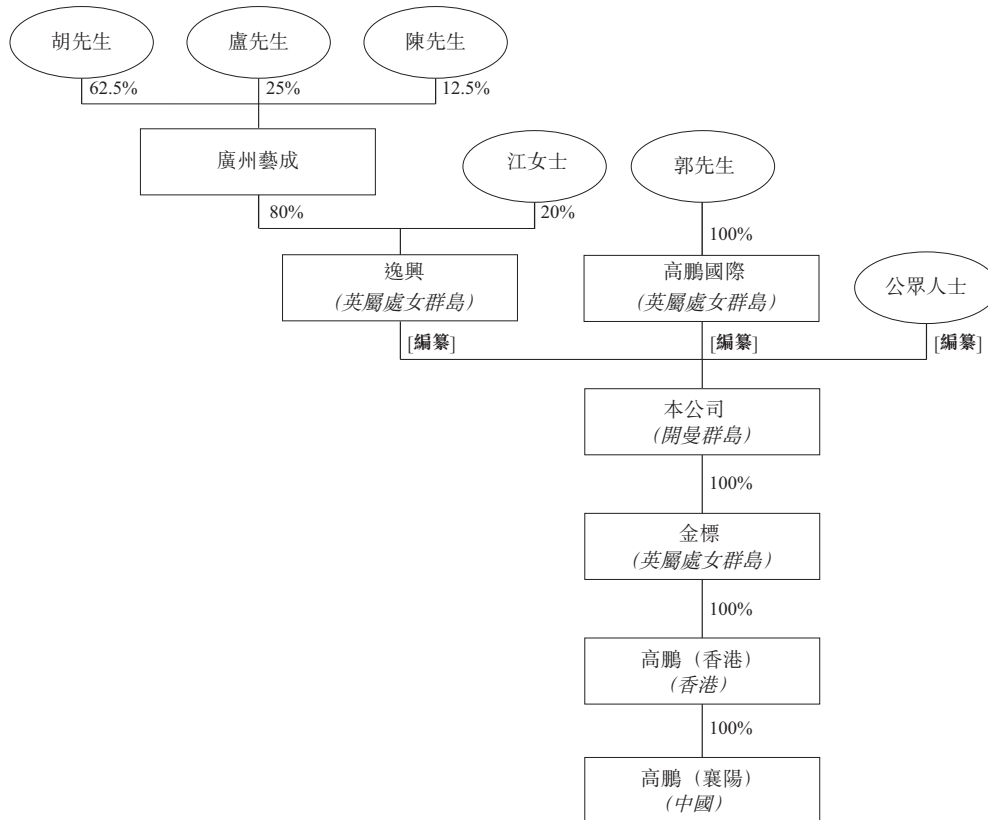 胡先生
盧先生
陳先生
62.5%
25%
12.5%
廣州藝成
江女士
郭先生
80%
20%
100%
逸興
(英屬處女群島)
高鵬國際
(英屬處女群島)
公眾人士
[編纂]
[編纂]
[編纂]
本公司
(開曼群島)
100%
金標
(英屬處女群島)
100%
高鵬（香港）
(香港)
100%
高鵬（襄陽）
(中國)